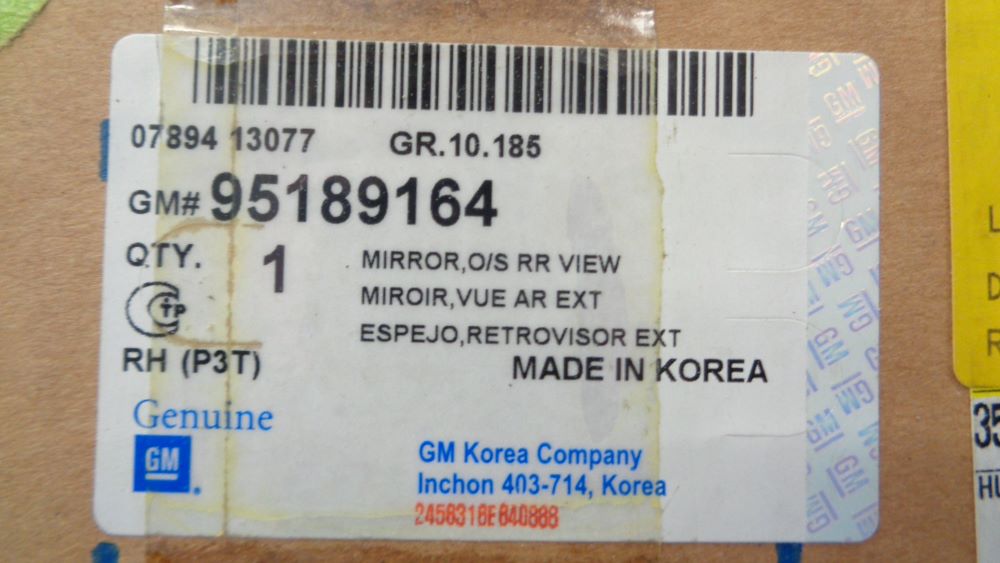 07894 13077 GR.10.185
GM# 95189164
QTY. 1
MIRROR,O/S RR VIEW
MIROIR,VUE AR EXT
ESPEJO,RETROVISOR EXT
RH (P3T)
MADE IN KOREA
Genuine
GM
GM Korea Company
Inchon 403-714, Korea